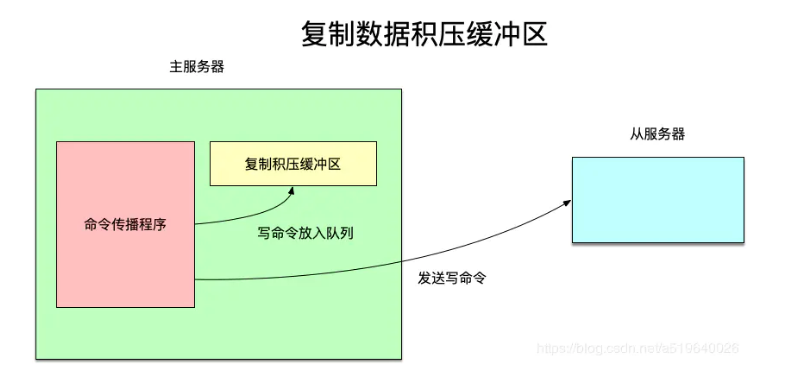 复制数据积压缓冲区
主服务器
从服务器
复制积压缓冲区
命令传播程序
写命令放入队列
发送写命令
https://blog.csdn.net/a519640026